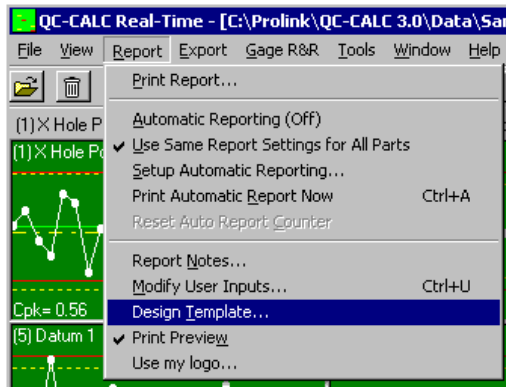 QC-CALC Real-Time - [C:\Prolink\QC-CALC 3.0\Data\Sa
File View Report Export Gage R&R Tools Window Help
Print Report...
(1) X Hole P
Automatic Reporting (Off)
(1) X Hole Po
Use Same Report Settings for All Parts
Setup Automatic Reporting...
Print Automatic Report Now Ctrl+A
Reset Auto Report Counter
Report Notes...
Modify User Inputs... Ctrl+U
Cpk= 0.56
Design Template...
(5) Datum 1
Print Preview
Use my logo...